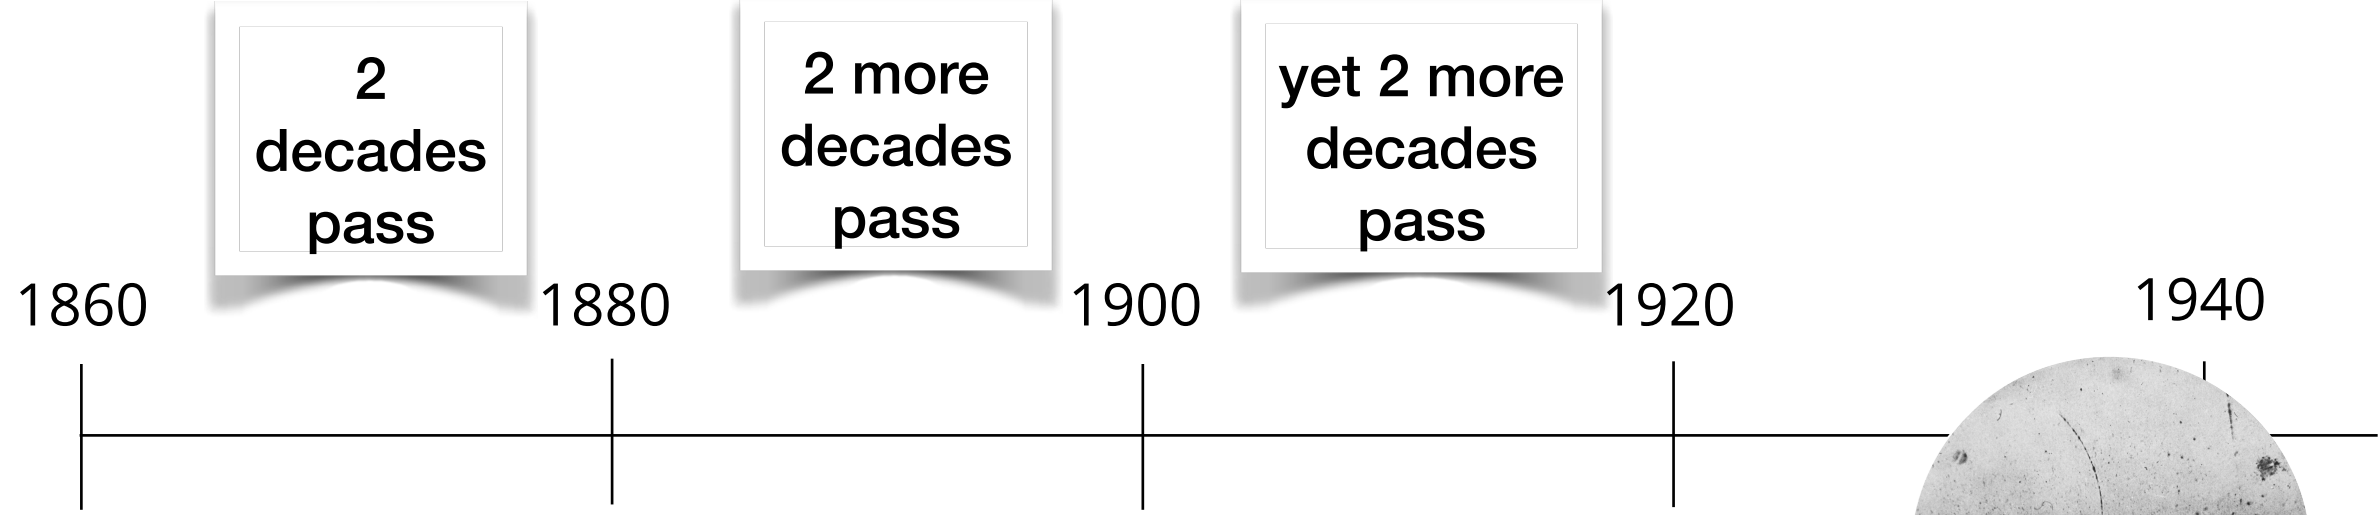 2
decades
pass
2 more
decades
pass
yet 2 more
decades
pass
1860
1880
1900
1920
1940